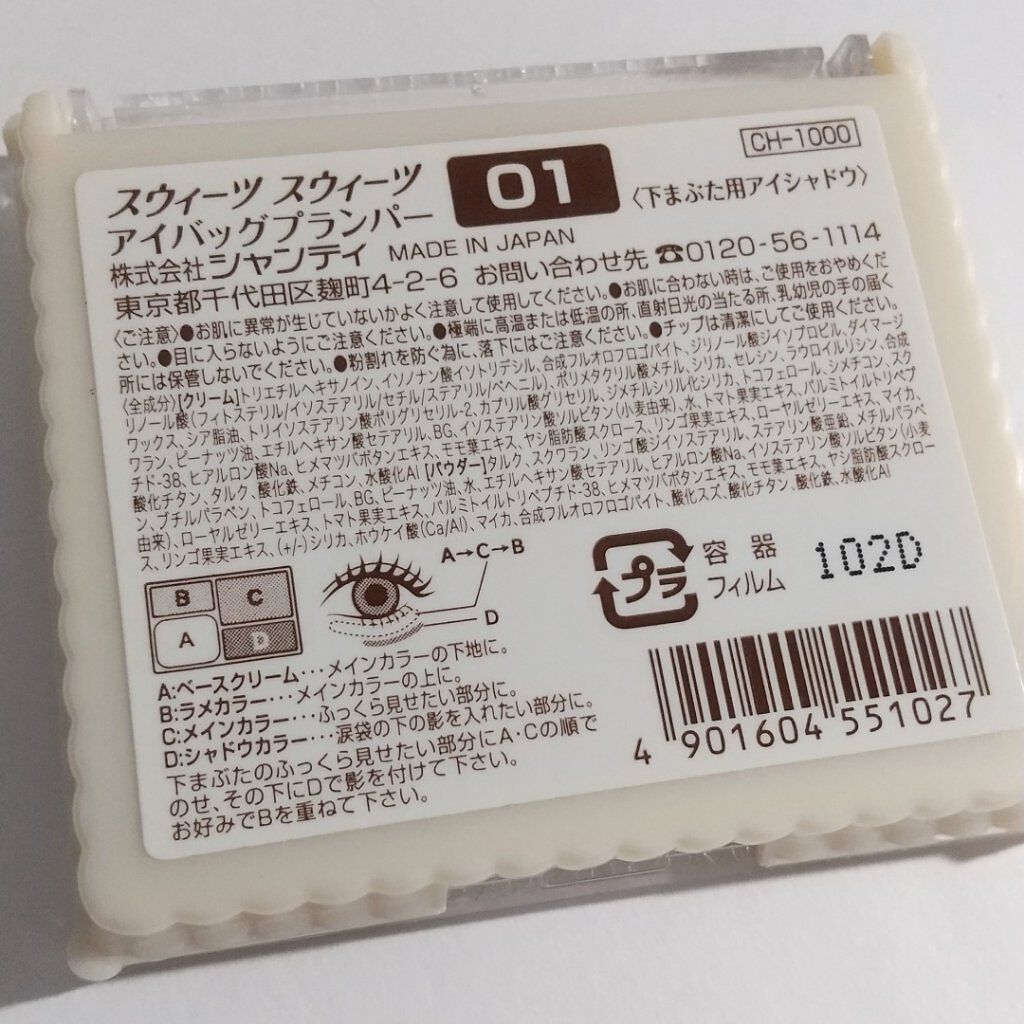 スウィーツ スウィーツ
アイバッグプランパー
01
CH-1000
〈下まぶた用アイシャドウ〉
株式会社 シャンティ MADE IN JAPAN
東京都千代田区麹町4-2-6 お問い合わせ先 ☎0120-56-1114
〈ご注意〉●お肌に異常が生じていないかよく注意して使用してください。●お肌に合わない時は、ご使用をおやめくだ
さい。●目に入らないようにご注意ください。●極端に高温または低温の所、直射日光の当たる所、乳幼児の手の届く
所には保管しないでください。●粉割れを防ぐ為に、落下にはご注意ください。●チップは清潔にしてご使用ください。
〈全成分〉[クリーム]トリエチルヘキサノイン、イソノナン酸イソトリデシル、合成フルオロフロゴパイト、ジリノール酸ジイソプロピル、ダイマージ
リノール酸(フィトステリル/イソステアリル/セチル/ステアリル/ベヘニル)、ポリメタクリル酸メチル、シリカ、セレシン、ラウロイルリシン、合成
ワックス、シア脂油、トリイソステアリン酸ポリグリセリル-2、カプリル酸グリセリル、ジメチルシリル化シリカ、トコフェロール、シメチコン、スク
ワラン、ピーナッツ油、エチルヘキサン酸セテアリル、BG、イソステアリン酸ソルビタン(小麦由来)、水、トマト果実エキス、パルミトイルトリペプ
チド-38、ヒアルロン酸Na、ヒメマツバボタンエキス、モモ葉エキス、ヤシ脂肪酸スクロース、リンゴ果実エキス、ローヤルゼリーエキス、マイカ、
酸化チタン、タルク、酸化鉄、メチコン、水酸化Al [パウダー]タルク、スクワラン、リンゴ酸ジイソステアリル、ステアリン酸亜鉛、メチルパラベ
ン、ブチルパラベン、トコフェロール、BG、ピーナッツ油、水、エチルヘキサン酸セテアリル、ヒアルロン酸Na、イソステアリン酸ソルビタン(小麦
由来)、ローヤルゼリーエキス、トマト果実エキス、パルミトイルトリペプチド-38、ヒメマツバボタンエキス、モモ葉エキス、ヤシ脂肪酸スクロー
ス、リンゴ果実エキス、(+/-)シリカ、ホウケイ酸(Ca/Al)、マイカ、合成フルオロフロゴパイト、酸化スズ、酸化チタン、酸化鉄、水酸化Al
B C
A D
A→C→B
D
プラ
容器
フィルム
102D
A:ベースクリーム…メインカラーの下地に。
B:ラメカラー…メインカラーの上に。
C:メインカラー…ふっくら見せたい部分に。
D:シャドウカラー…涙袋の下の影を入れたい部分に。
下まぶたのふっくら見せたい部分にA・Cの順で
のせ、その下にDで影を付けて下さい。
お好みでBを重ねて下さい。
4 901604 551027